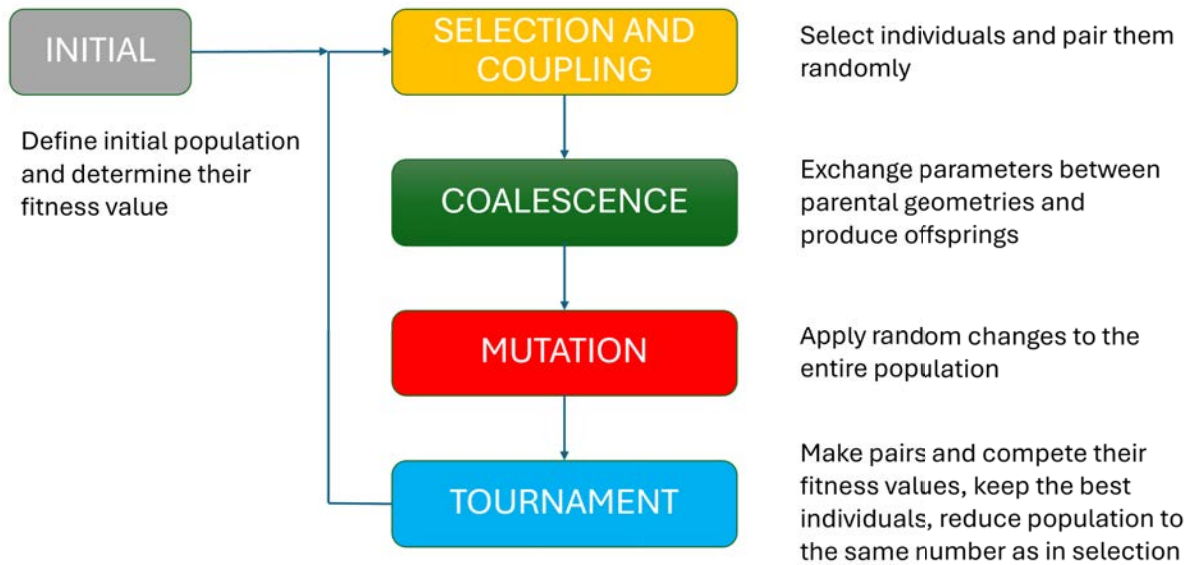 INITIAL
Define initial population
and determine their
fitness value
SELECTION AND
COUPLING
Select individuals and pair them
randomly
COALESCENCE
Exchange parameters between
parental geometries and
produce offsprings
MUTATION
Apply random changes to the
entire population
TOURNAMENT
Make pairs and compete their
fitness values, keep the best
individuals, reduce population to
the same number as in selection